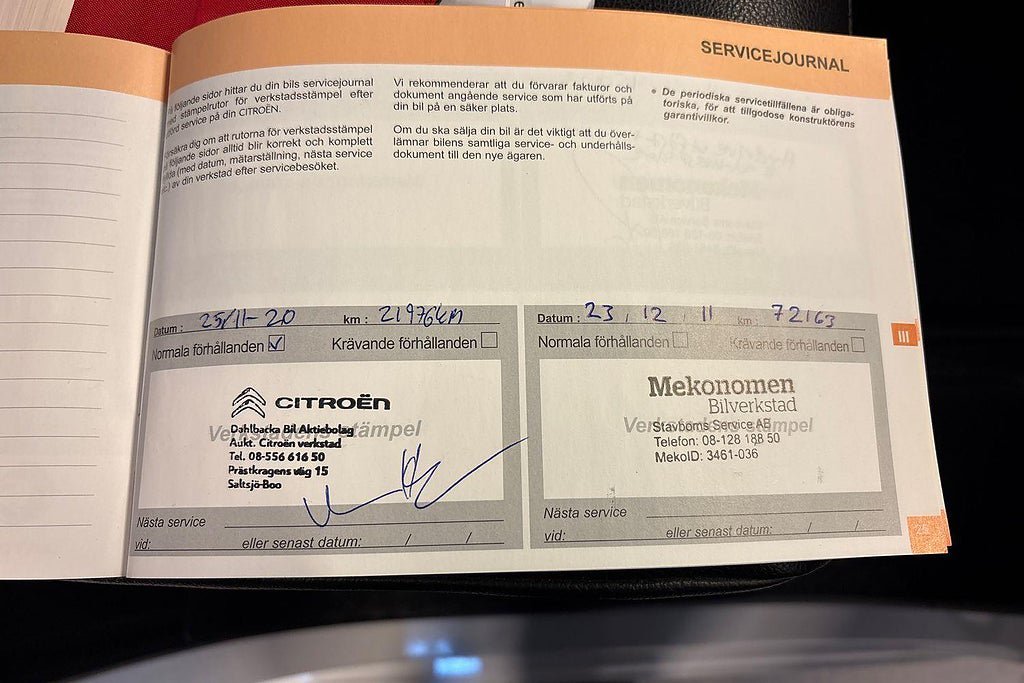 SERVICEJOURNAL
följande sidor hittar du din bils servicejournal
stämpelrutor för verkstadsstämpel efter
service på din CITROËN.
dig om att rutorna för verkstadsstämpel
följande sidor alltid blir korrekt och komplett
(med datum, mätarställning, nästa service
av din verkstad efter servicebesöket.
Vi rekommenderar att du förvarar fakturor och
dokument angående service som har utförts på
din bil på en säker plats.
Om du ska sälja din bil är det viktigt att du över-
lämnar bilens samtliga service- och underhålls-
dokument till den nye ägaren.
• De periodiska servicetillfällena är obliga-
toriska, för att tillgodose konstruktörens
garantivillkor.
Datum : 25/11-20 km : 21976km
Normala förhållanden Krävande förhållanden
CITROËN
Verkstadens stämpel
Dahlbacka Bil Aktiebolag
Aukt. Citroën verkstad
Tel. 08-556 616 50
Prästkragens väg 15
Saltsjö-Boo
Nästa service
vid: eller senast datum: / /
Datum : 23 , 12 , 11 km : 72163
Normala förhållanden Krävande förhållanden
Mekonomen
Bilverkstad
Verkstadens stämpel
Stavboms Service AB
Telefon: 08-128 188 50
MekoID: 3461-036
Nästa service
vid: eller senast datum: / /
III